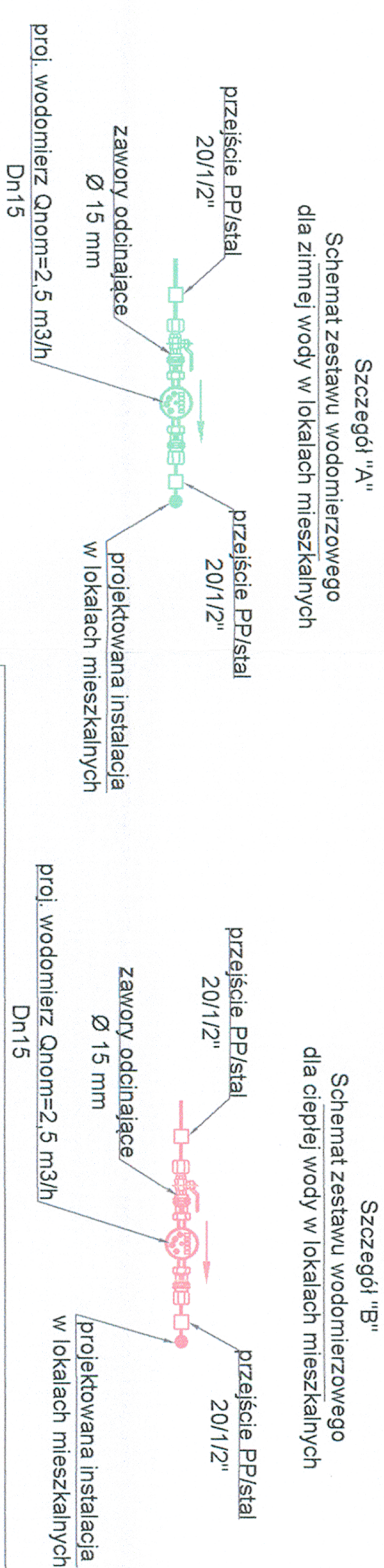 Szczegół "A"
Schemat zestawu wodomierzowego
dla zimnej wody w lokalach mieszkalnych
przejście PP/stal
20/1/2"
przejście PP/stal
20/1/2"
zawory odcinające
Ø 15 mm
projektowana instalacja
w lokalach mieszkalnych
proj. wodomierz Qnom=2,5 m3/h
Dn15
Szczegół "B"
Schemat zestawu wodomierzowego
dla ciepłej wody w lokalach mieszkalnych
przejście PP/stal
20/1/2"
przejście PP/stal
20/1/2"
zawory odcinające
Ø 15 mm
projektowana instalacja
w lokalach mieszkalnych
proj. wodomierz Qnom=2,5 m3/h
Dn15